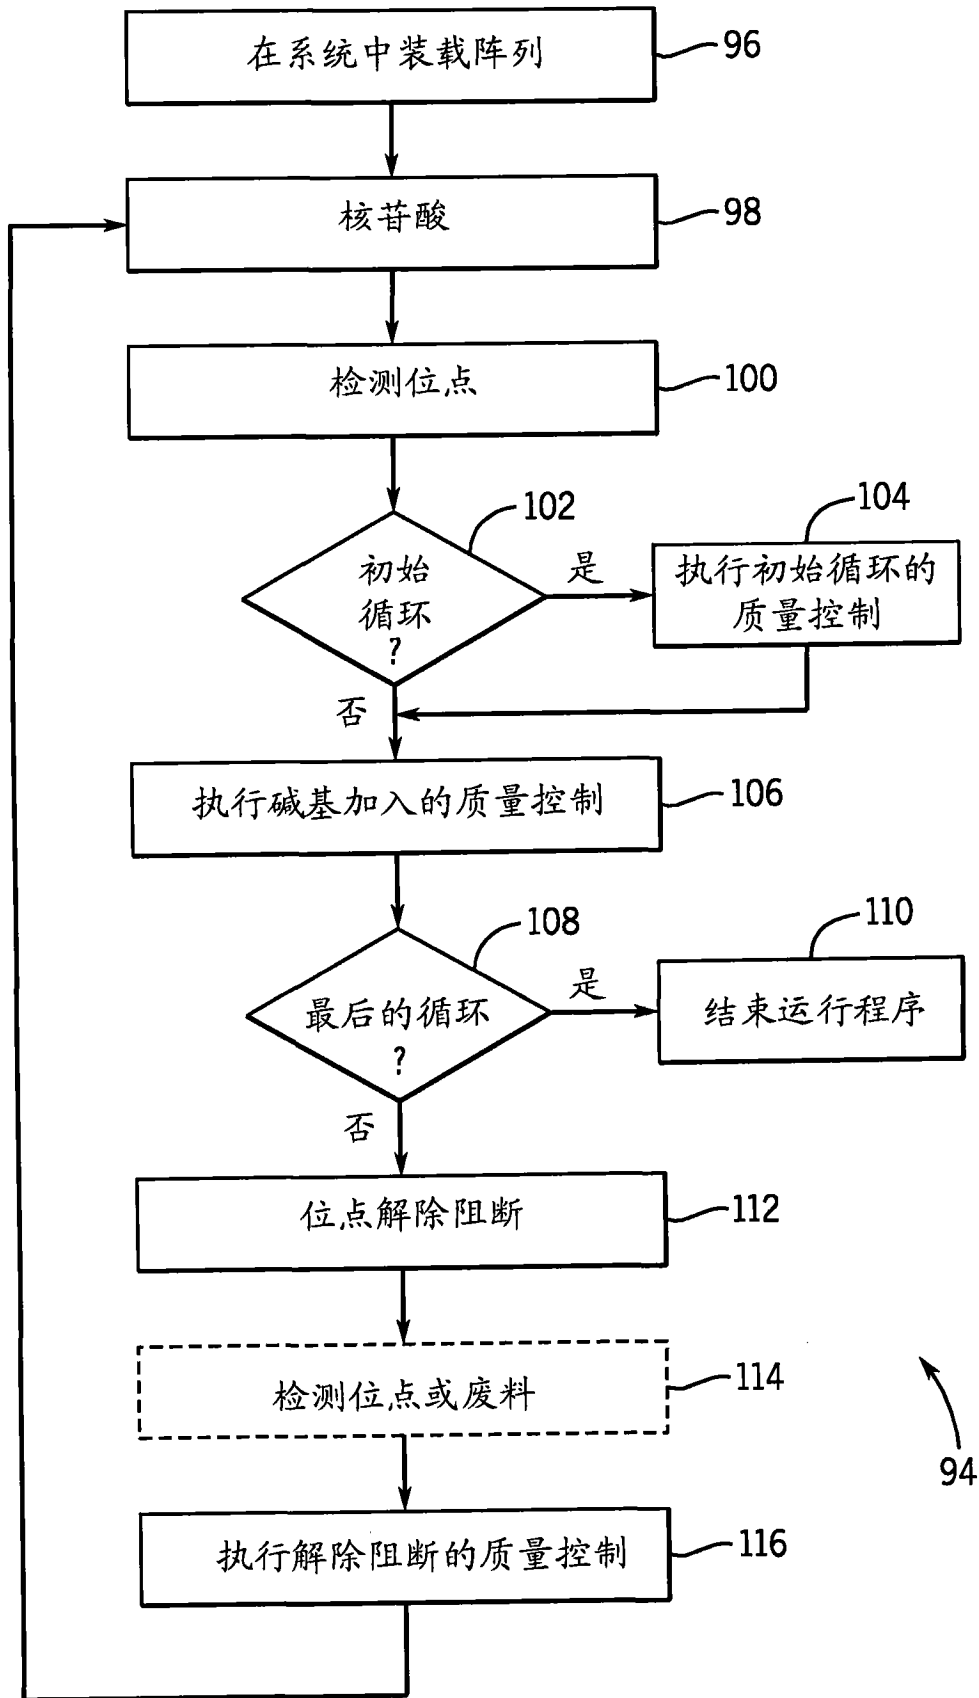 在系统中装载阵列
96
核苷酸
98
检测位点
100
102
初始
循环
?
是
104
执行初始循环的
质量控制
否
执行碱基加入的质量控制
106
108
最后的循环
?
是
110
结束运行程序
否
位点解除阻断
112
检测位点或废料
114
94
执行解除阻断的质量控制
116